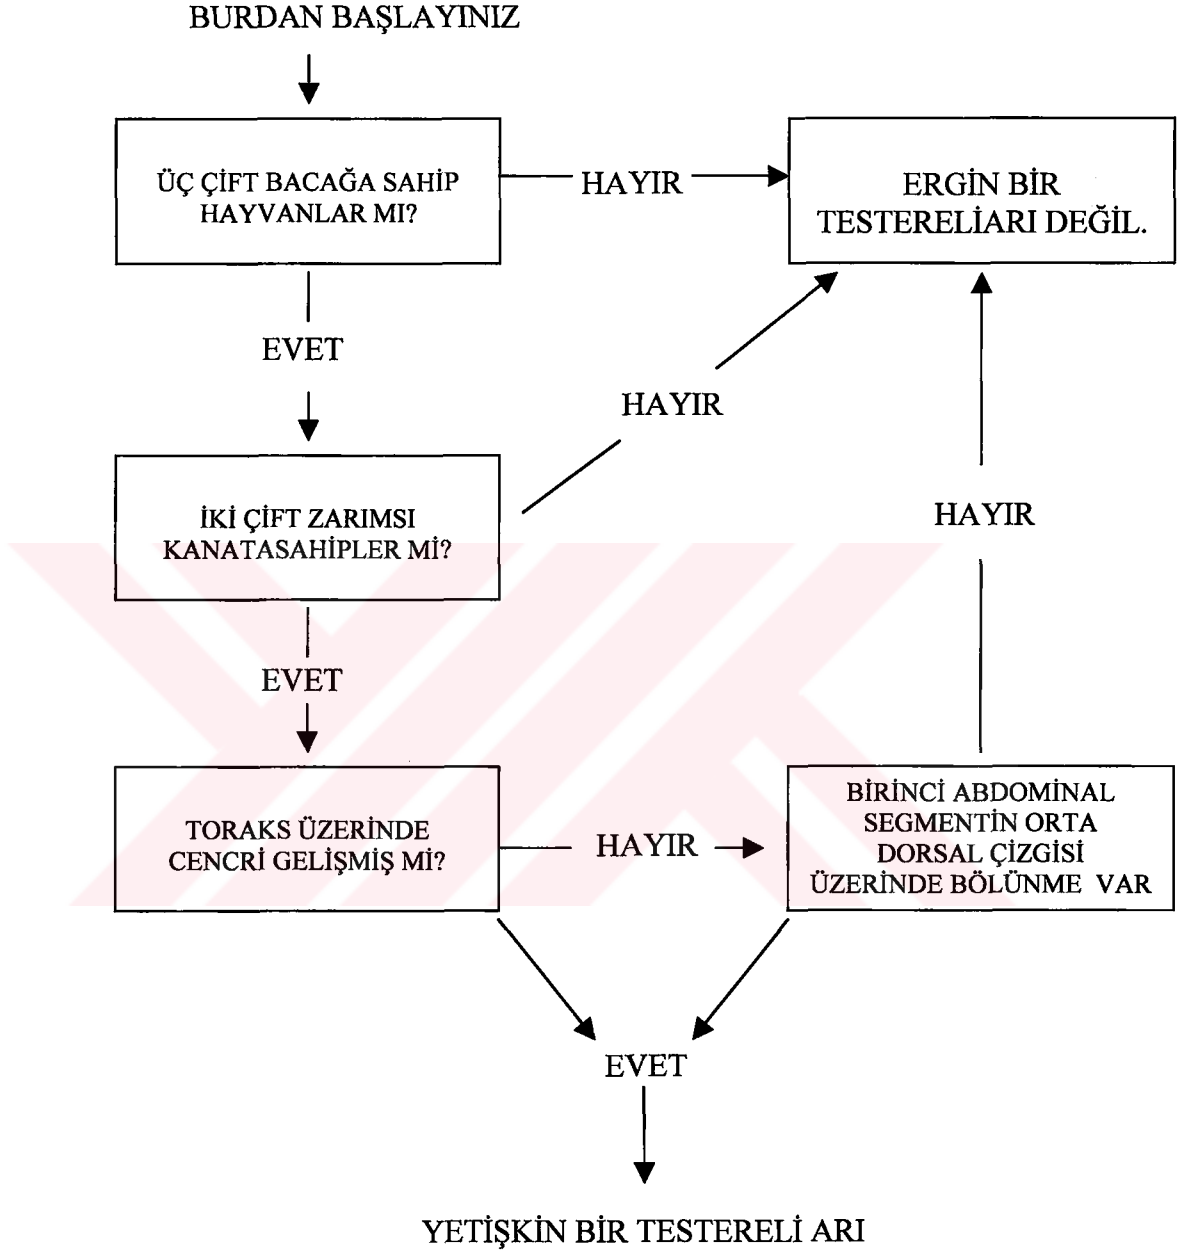 BURDAN BAŞLAYINIZ
ÜÇ ÇİFT BACAĞA SAHİP
HAYVANLAR MI?
HAYIR
ERGİN BİR
TESTERELİARI DEĞİL.
EVET
HAYIR
İKİ ÇİFT ZARIMSI
KANATASAHİPLER Mİ?
HAYIR
EVET
TORAKS ÜZERİNDE
CENCRİ GELİŞMİŞ Mİ?
HAYIR
BİRİNCİ ABDOMİNAL
SEGMENTİN ORTA
DORSAL ÇİZGİSİ
ÜZERİNDE BÖLÜNME VAR
EVET
YETİŞKİN BİR TESTERELİ ARI